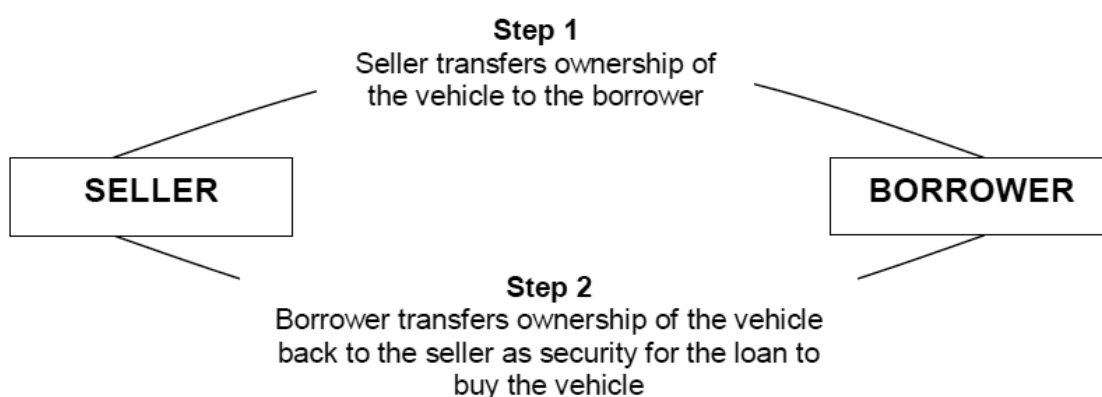 Step 1
Seller transfers ownership of
the vehicle to the borrower
SELLER
BORROWER
Step 2
Borrower transfers ownership of the vehicle
back to the seller as security for the loan to
buy the vehicle